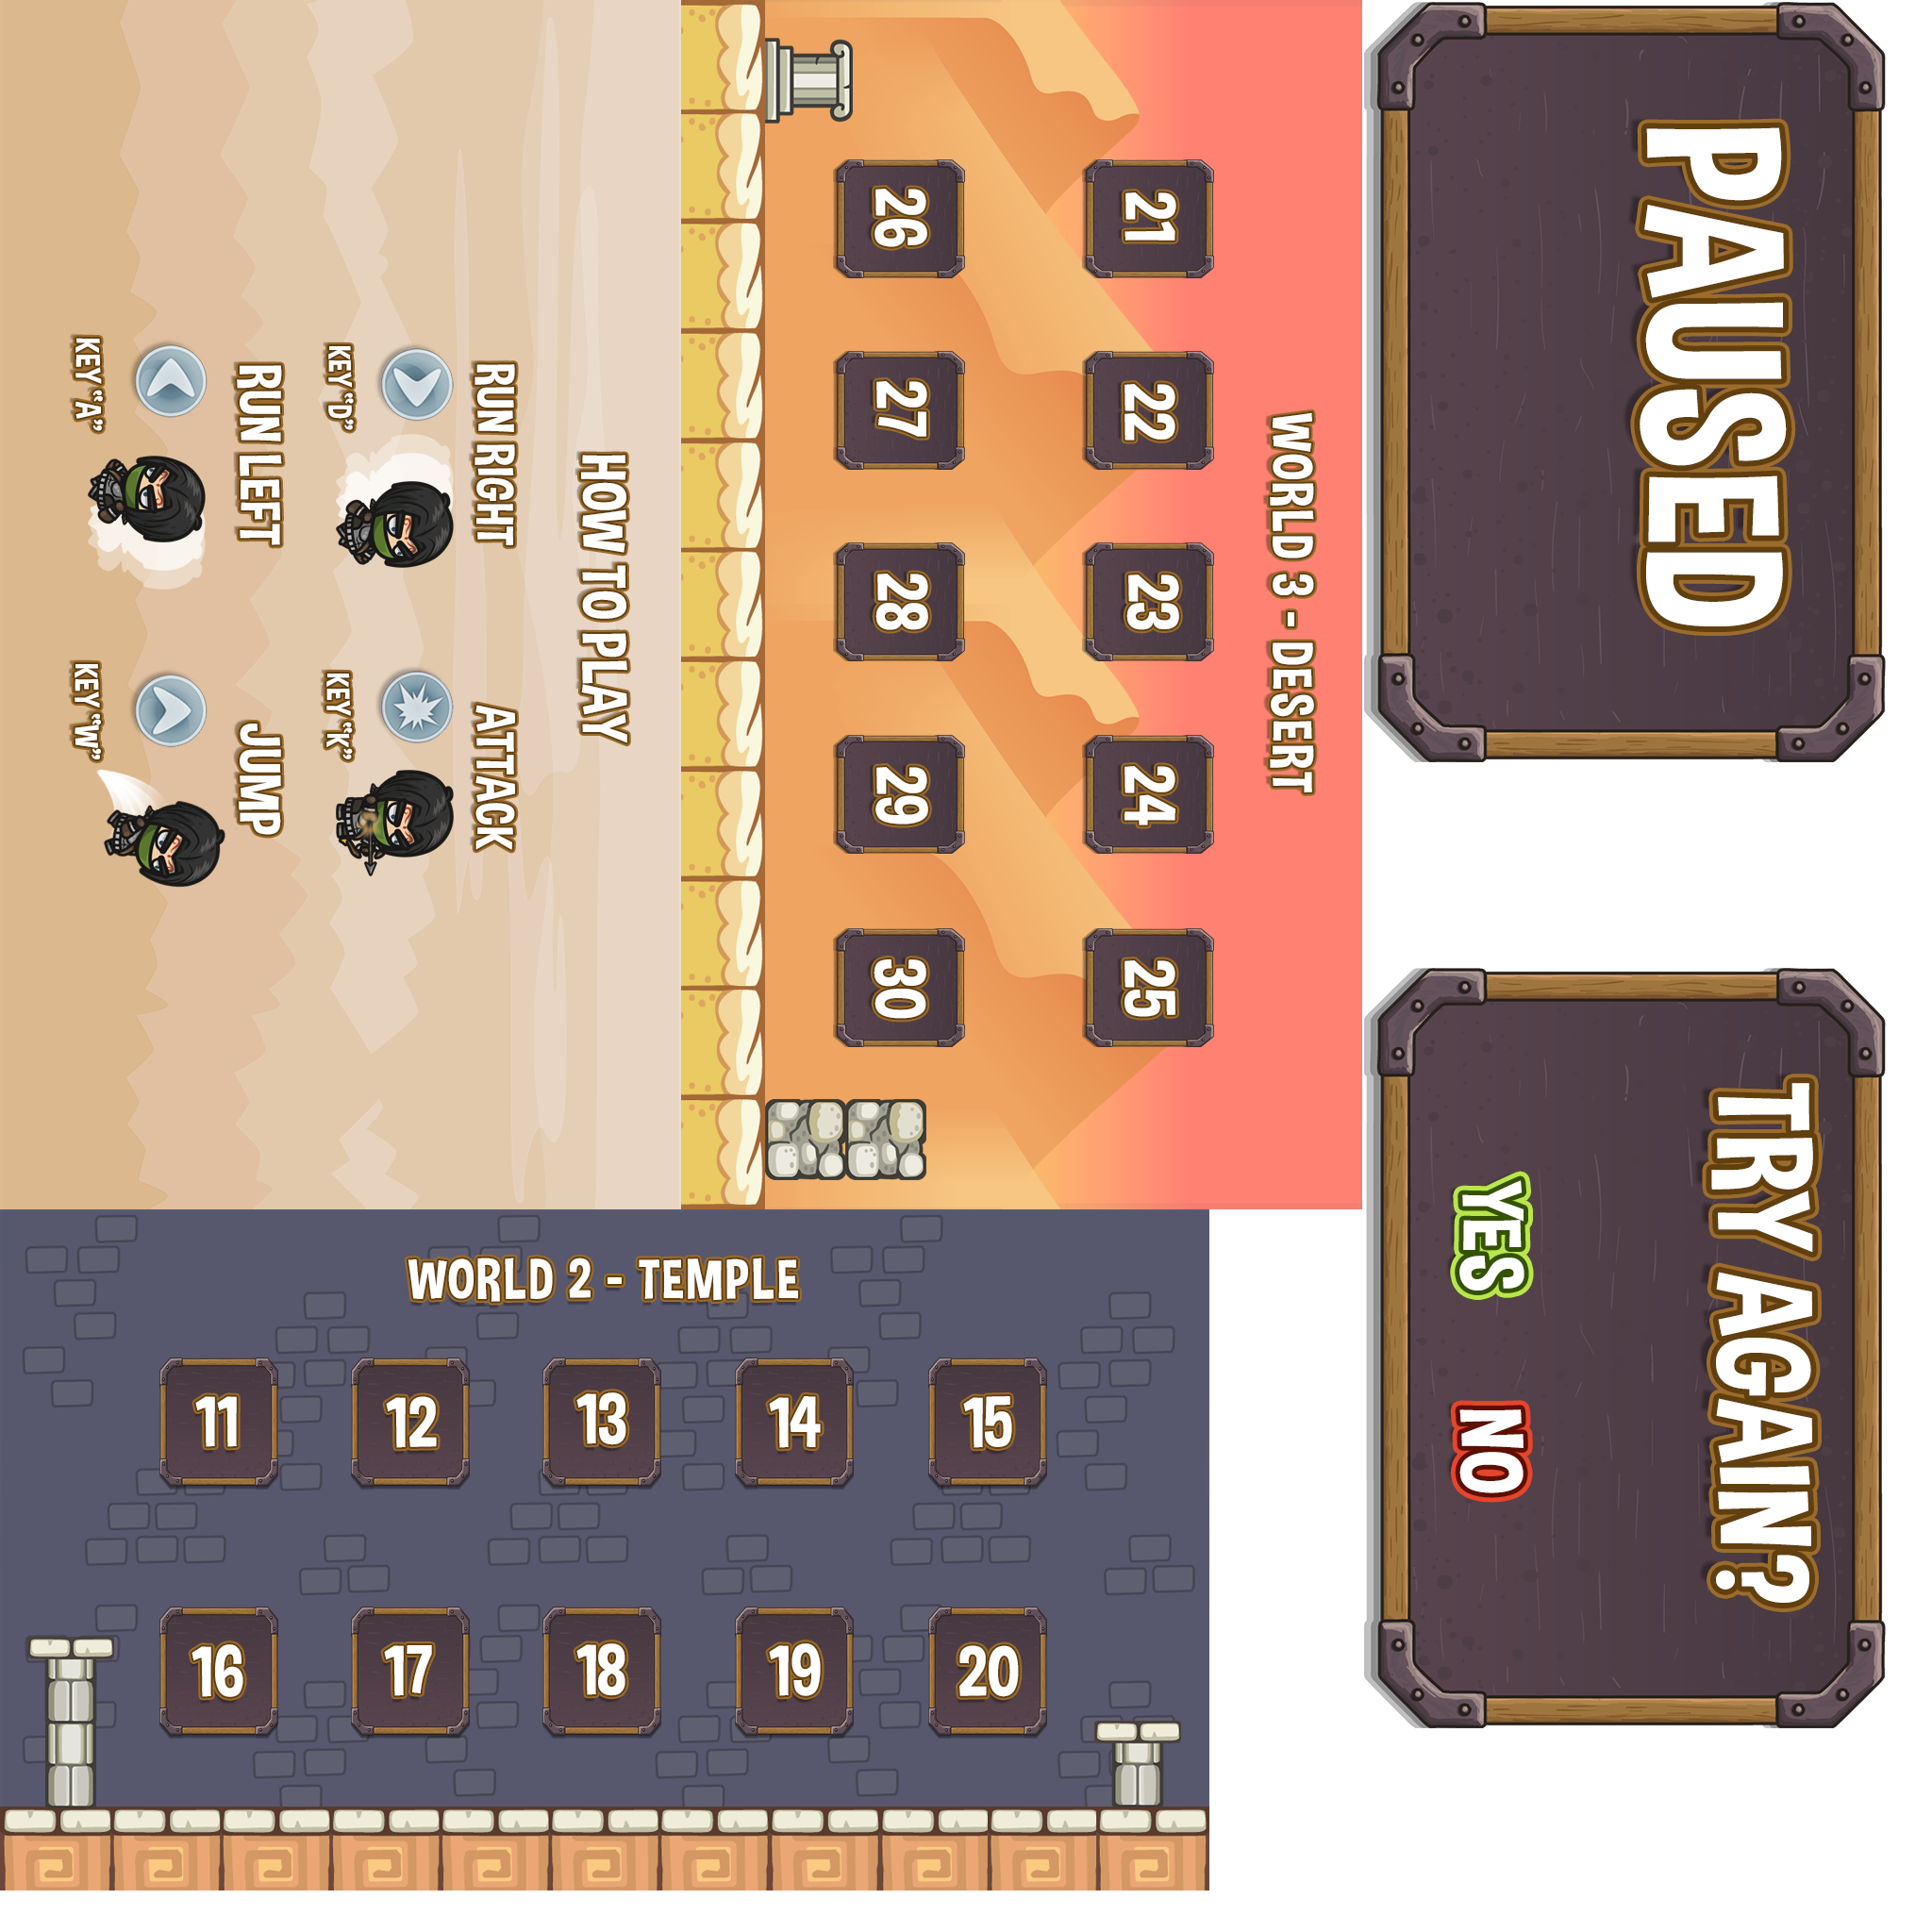 HOW TO PLAY
RUN RIGHT
ATTACK
KEY “D”
KEY “K”
RUN LEFT
JUMP
KEY “A”
KEY “W”
WORLD 3 - DESERT
21 22 23 24 25
26 27 28 29 30
PAUSED
TRY AGAIN?
YES NO
WORLD 2 - TEMPLE
11 12 13 14 15
16 17 18 19 20